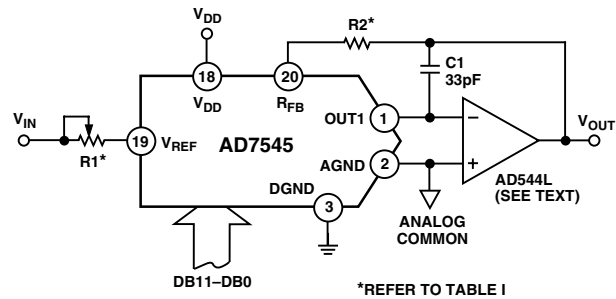 VDD
R2*
C1
33pF
18
20
VDD
RFB
VIN
R1*
19
VREF
AD7545
OUT1
1
AGND
2
DGND
3
−
+
VOUT
AD544L
(SEE TEXT)
ANALOG
COMMON
DB11–DB0
*REFER TO TABLE I